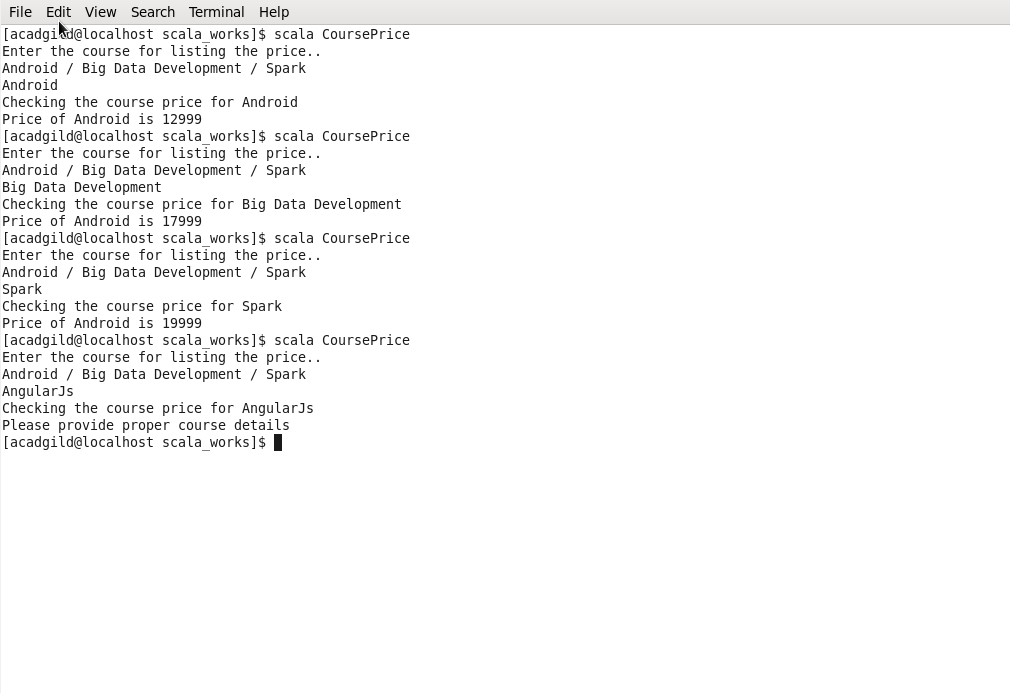 File Edit View Search Terminal Help
[acadgild@localhost scala_works]$ scala CoursePrice
Enter the course for listing the price..
Android / Big Data Development / Spark
Android
Checking the course price for Android
Price of Android is 12999
[acadgild@localhost scala_works]$ scala CoursePrice
Enter the course for listing the price..
Android / Big Data Development / Spark
Big Data Development
Checking the course price for Big Data Development
Price of Android is 17999
[acadgild@localhost scala_works]$ scala CoursePrice
Enter the course for listing the price..
Android / Big Data Development / Spark
Spark
Checking the course price for Spark
Price of Android is 19999
[acadgild@localhost scala_works]$ scala CoursePrice
Enter the course for listing the price..
Android / Big Data Development / Spark
AngularJs
Checking the course price for AngularJs
Please provide proper course details
[acadgild@localhost scala_works]$